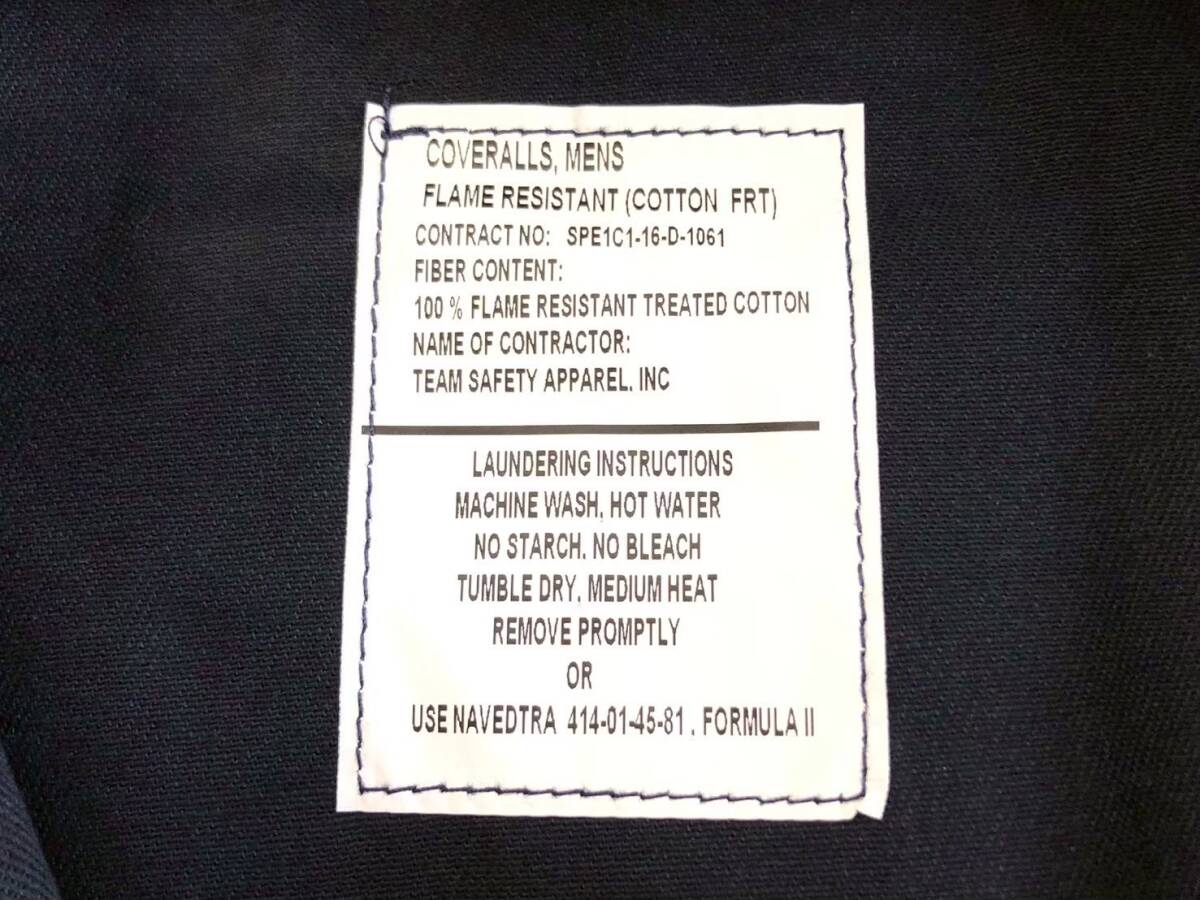 COVERALLS, MENS
FLAME RESISTANT (COTTON FRT)
CONTRACT NO: SPE1C1-16-D-1061
FIBER CONTENT:
100 % FLAME RESISTANT TREATED COTTON
NAME OF CONTRACTOR:
TEAM SAFETY APPAREL. INC
LAUNDERING INSTRUCTIONS
MACHINE WASH, HOT WATER
NO STARCH. NO BLEACH
TUMBLE DRY. MEDIUM HEAT
REMOVE PROMPTLY
OR
USE NAVEDTRA 414-01-45-81 . FORMULA II